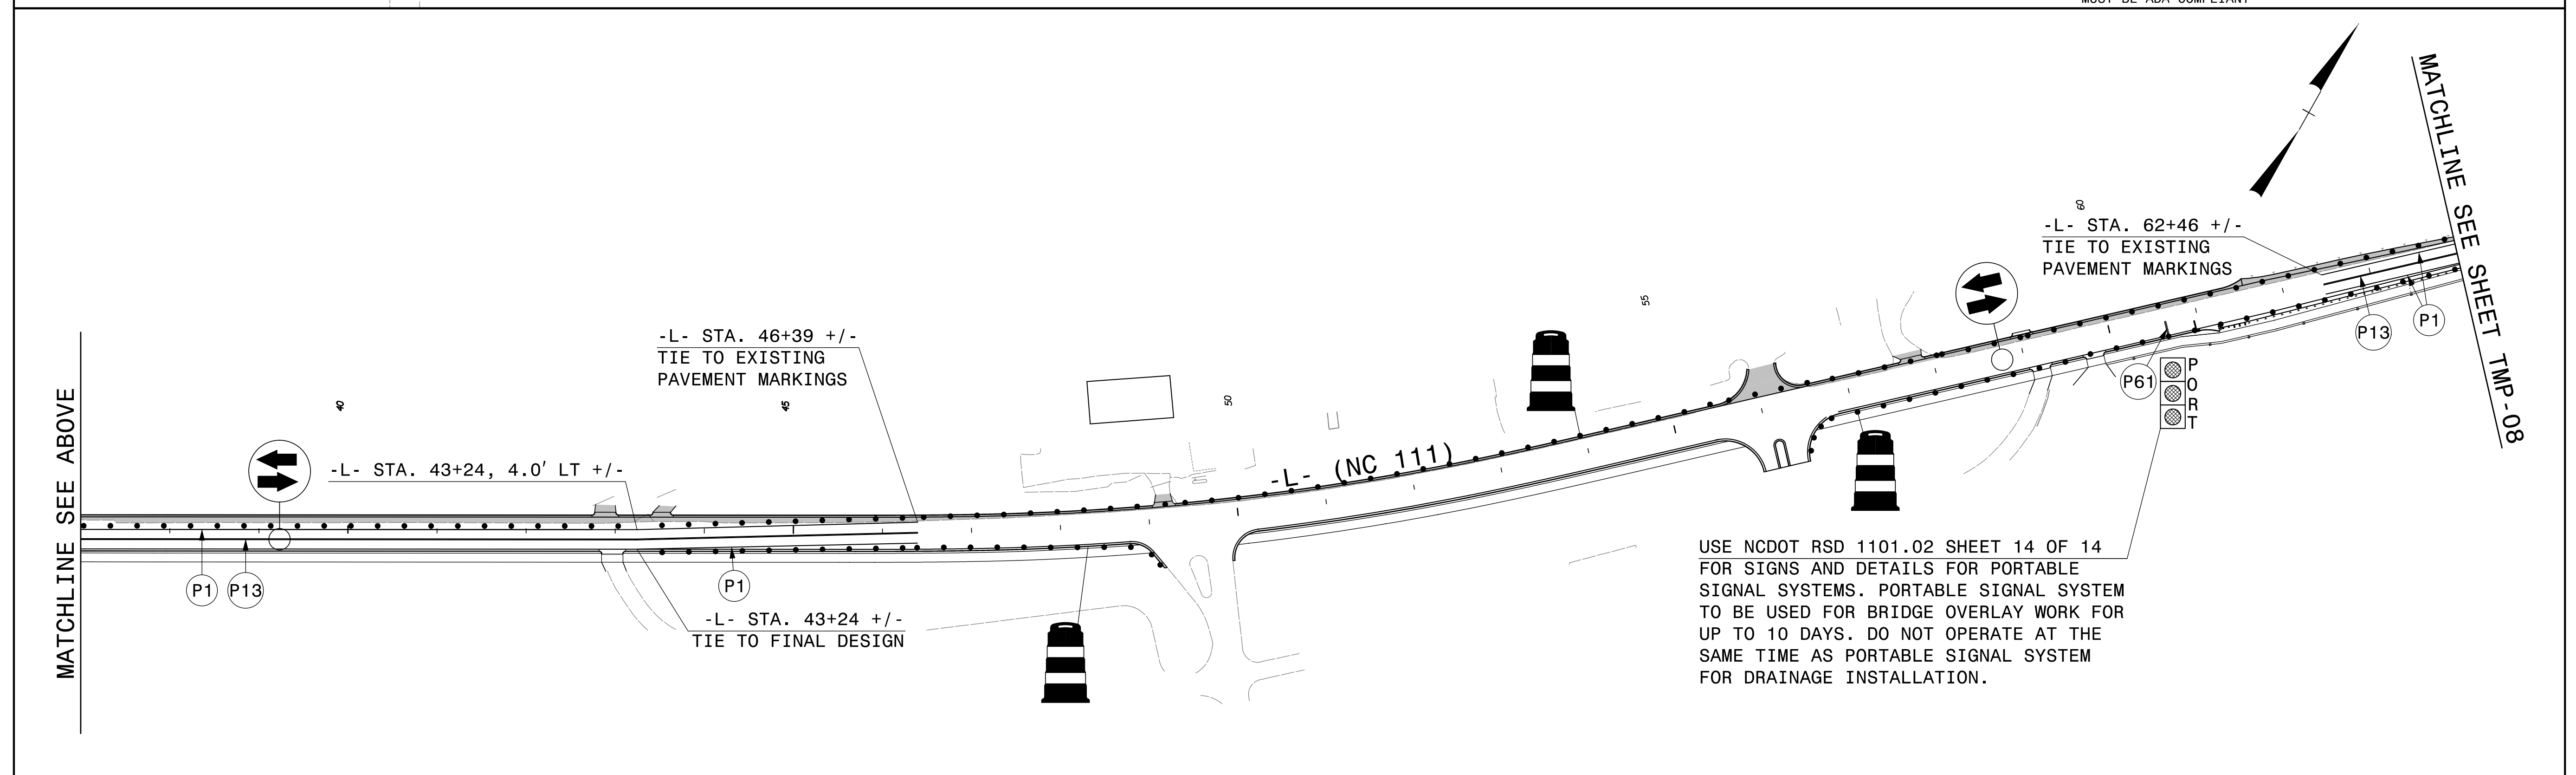 MUST BE ADA COMPLIANT
MATCHLINE SEE ABOVE
MATCHLINE SEE SHEET TMP-08
-L- STA. 62+46 +/-
TIE TO EXISTING
PAVEMENT MARKINGS
-L- STA. 46+39 +/-
TIE TO EXISTING
PAVEMENT MARKINGS
40
45
50
55
60
-L- STA. 43+24, 4.0' LT +/-
-L- (NC 111)
P1
P13
P1
P61
P13
P1
PORT
-L- STA. 43+24 +/-
TIE TO FINAL DESIGN
USE NCDOT RSD 1101.02 SHEET 14 OF 14
FOR SIGNS AND DETAILS FOR PORTABLE
SIGNAL SYSTEMS. PORTABLE SIGNAL SYSTEM
TO BE USED FOR BRIDGE OVERLAY WORK FOR
UP TO 10 DAYS. DO NOT OPERATE AT THE
SAME TIME AS PORTABLE SIGNAL SYSTEM
FOR DRAINAGE INSTALLATION.